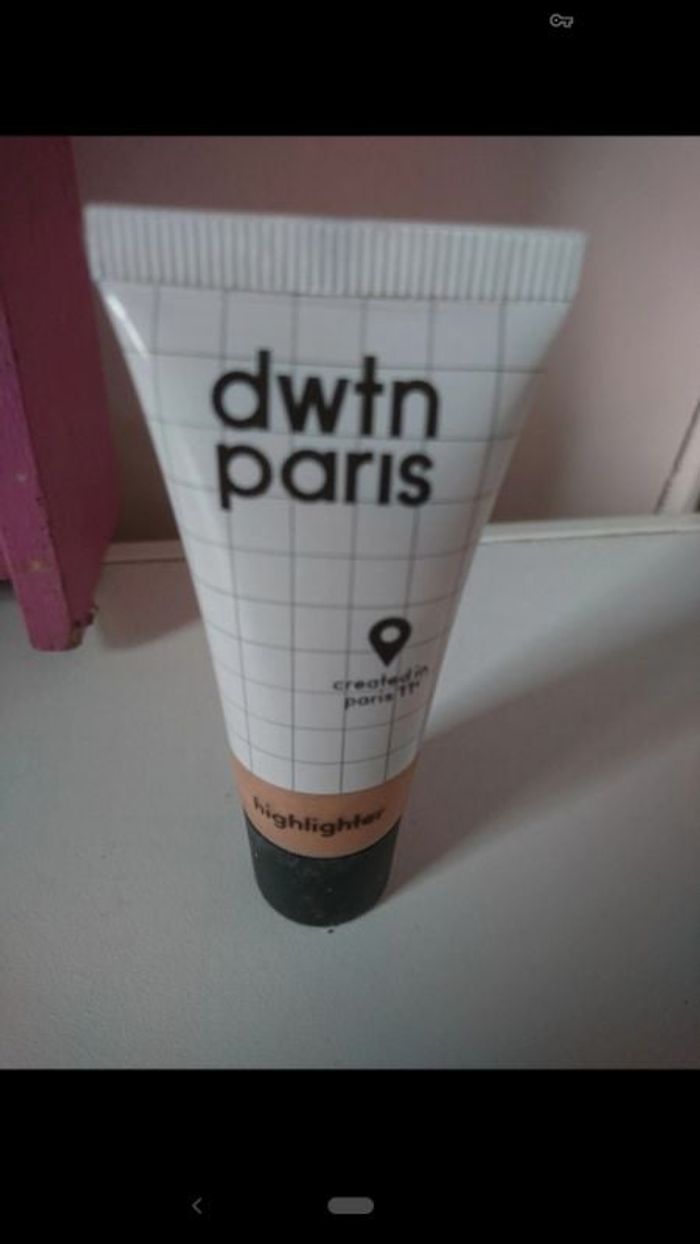 dwtn
paris
created in
paris 11e
highlighter